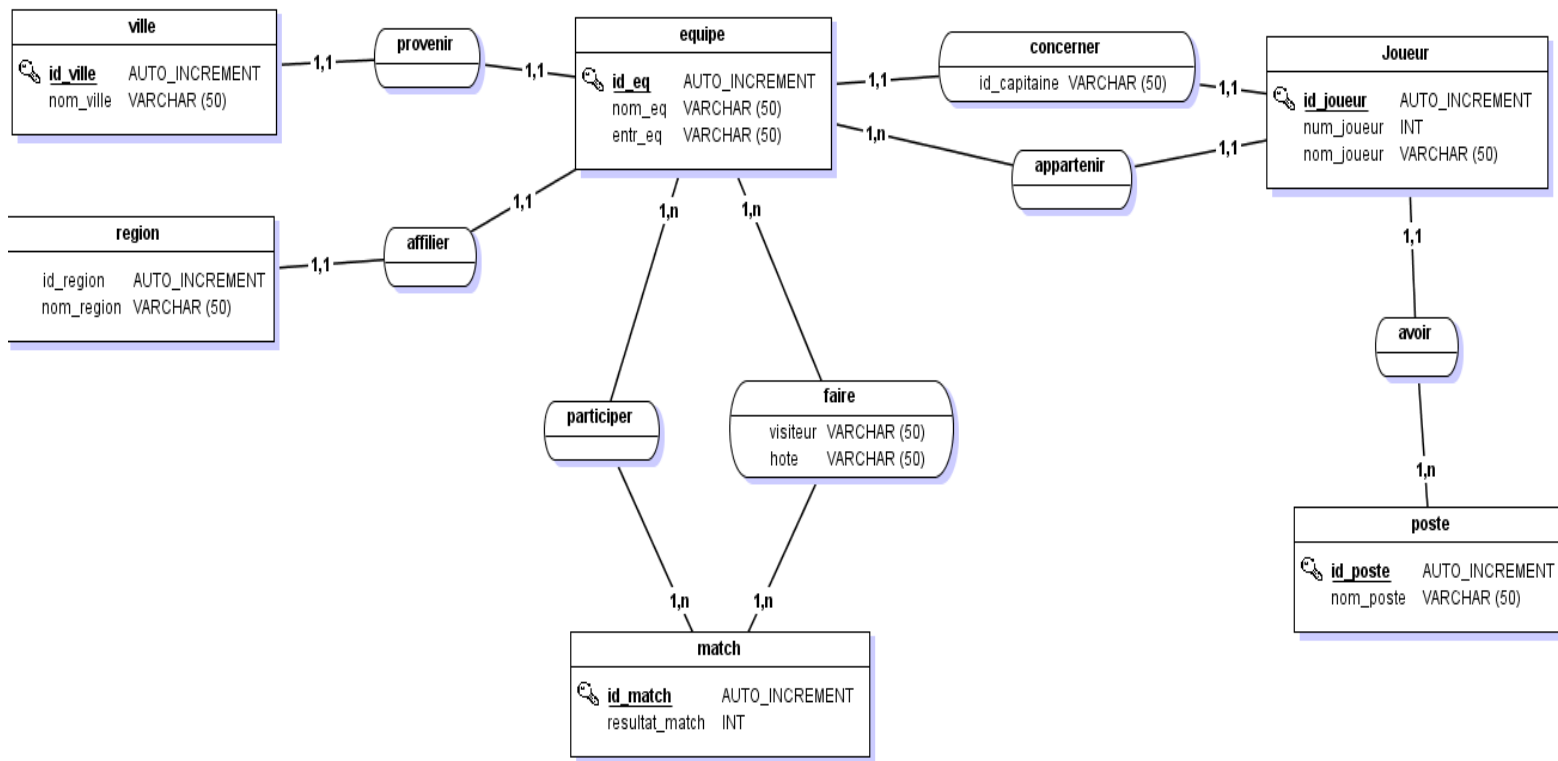 ville
id_ville AUTO_INCREMENT
nom_ville VARCHAR (50)
1,1
provenir
1,1
equipe
id_eq AUTO_INCREMENT
nom_eq VARCHAR (50)
entr_eq VARCHAR (50)
1,1
concerner
id_capitaine VARCHAR (50)
1,1
Joueur
id_joueur AUTO_INCREMENT
num_joueur INT
nom_joueur VARCHAR (50)
1,n
appartenir
1,1
region
id_region AUTO_INCREMENT
nom_region VARCHAR (50)
1,1
affilier
1,1
1,n
1,n
1,1
participer
faire
visiteur VARCHAR (50)
hote VARCHAR (50)
avoir
1,n
1,n
1,n
match
id_match AUTO_INCREMENT
resultat_match INT
poste
id_poste AUTO_INCREMENT
nom_poste VARCHAR (50)